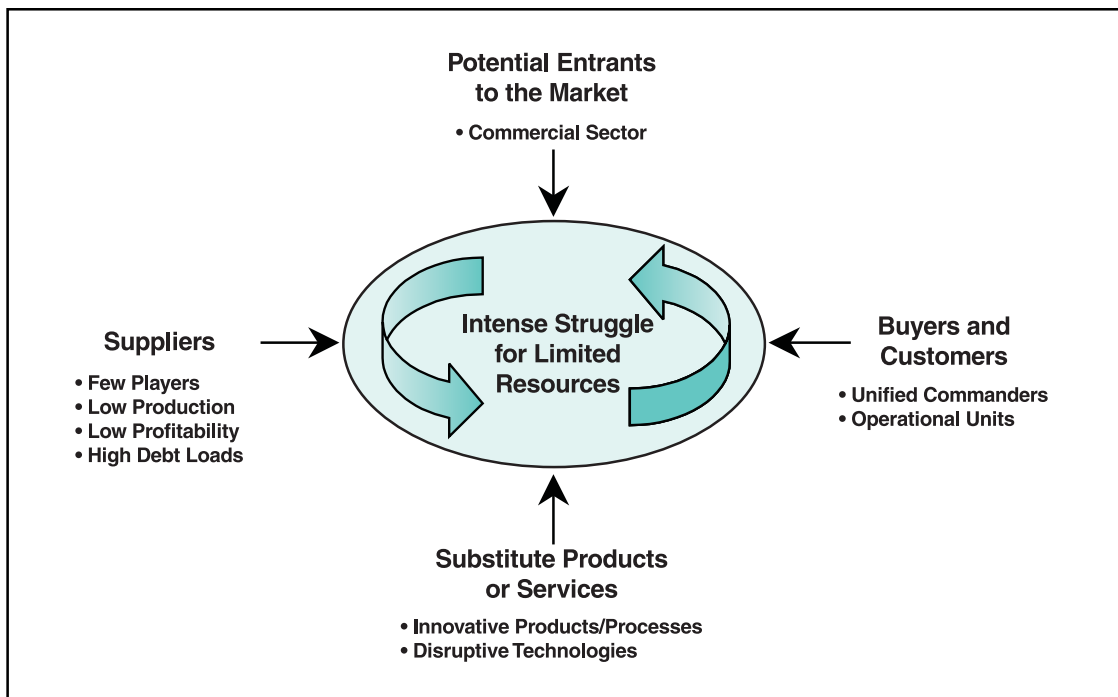 Potential Entrants
to the Market
• Commercial Sector
Suppliers
• Few Players
• Low Production
• Low Profitability
• High Debt Loads
Intense Struggle
for Limited
Resources
Buyers and
Customers
• Unified Commanders
• Operational Units
Substitute Products
or Services
• Innovative Products/Processes
• Disruptive Technologies